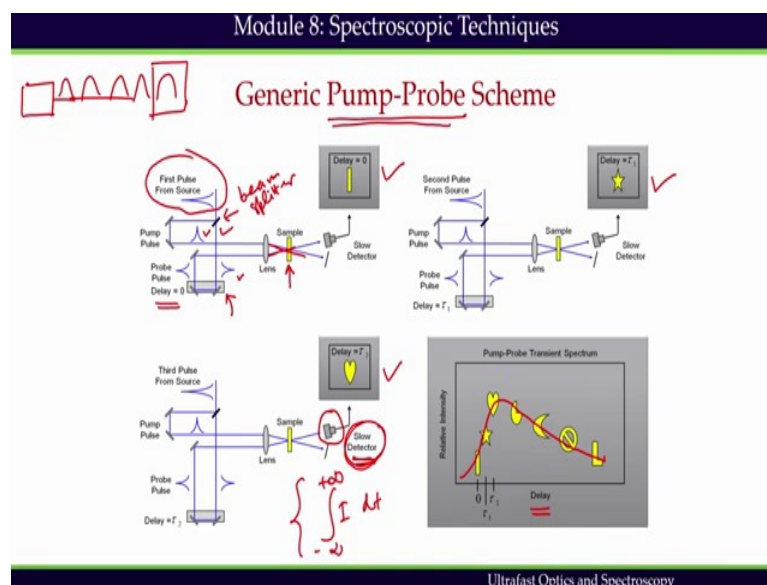 Module 8: Spectroscopic Techniques
Generic Pump-Probe Scheme
First Pulse
From Source
beam
splitter
Pump
Pulse
Probe
Pulse
Delay = 0
Lens
Sample
Delay = 0
Slow
Detector
Second Pulse
From Source
Pump
Pulse
Probe
Pulse
Delay = τ₁
Lens
Sample
Delay = τ₁
Slow
Detector
Third Pulse
From Source
Pump
Pulse
Probe
Pulse
Delay = τ₂
Lens
Sample
Delay = τ₂
Slow
Detector
+∞
∫ I dt
-∞
Pump-Probe Transient Spectrum
Relative Intensity
0 τ₂
τ₁
Delay
Ultrafast Optics and Spectroscopy